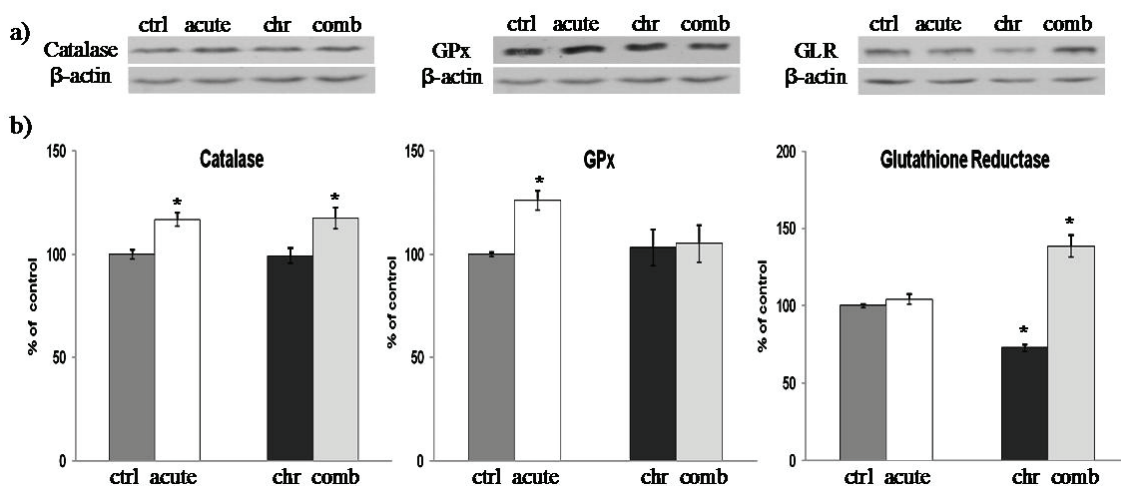 a)
ctrl acute chr comb
Catalase
β-actin
ctrl acute chr comb
GPx
β-actin
ctrl acute chr comb
GLR
β-actin
b)
Catalase
% of control
150
100
50
0
*
*
ctrl acute chr comb
GPx
% of control
150
100
50
0
*
ctrl acute chr comb
Glutathione Reductase
% of control
200
150
100
50
0
*
*
ctrl acute chr comb